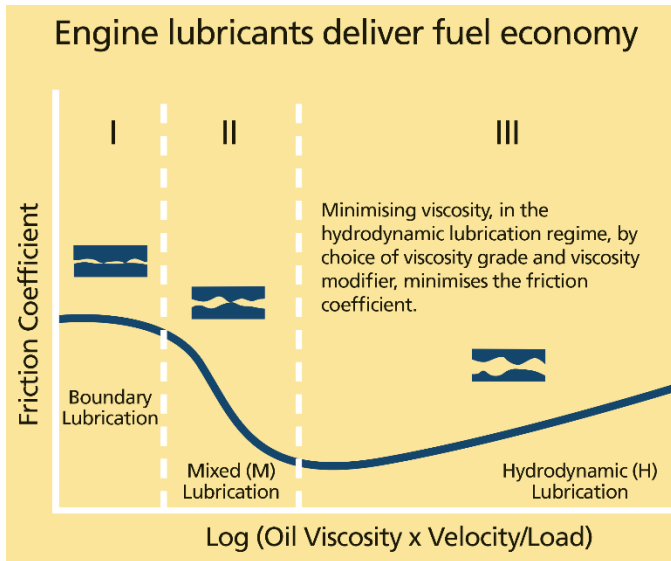 Engine lubricants deliver fuel economy
I
II
III
Minimising viscosity, in the
hydrodynamic lubrication regime, by
choice of viscosity grade and viscosity
modifier, minimises the friction
coefficient.
Friction Coefficient
Boundary
Lubrication
Mixed (M)
Lubrication
Hydrodynamic (H)
Lubrication
Log (Oil Viscosity x Velocity/Load)